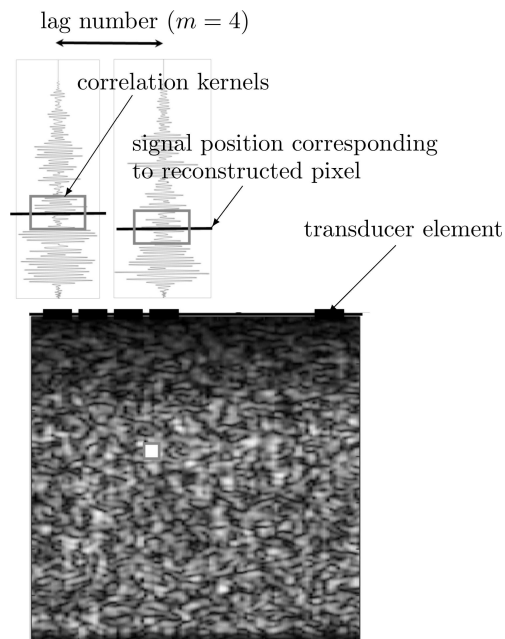 lag number (m = 4)
correlation kernels
signal position corresponding
to reconstructed pixel
transducer element